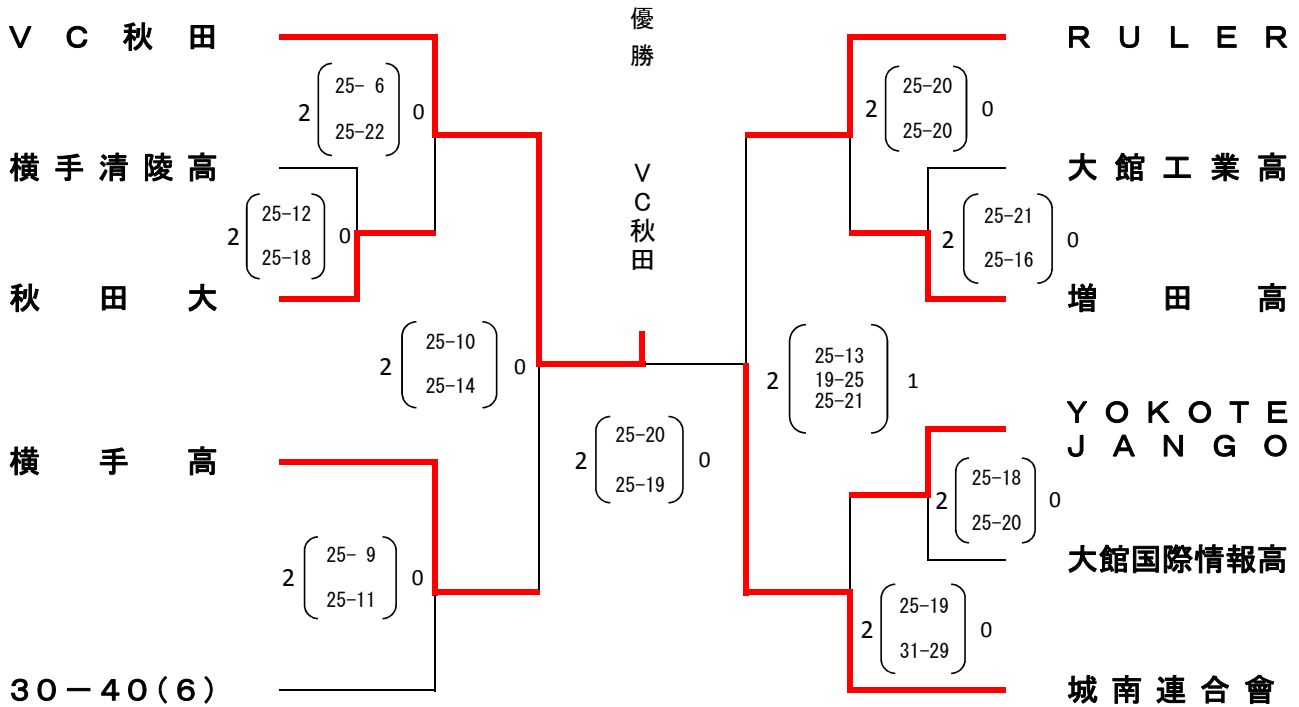 優勝
VC秋田
VC秋田
2 25- 6 0
25-22
横手清陵高
2 25-12 0
25-18
秋田大
2 25-10 0
25-14
横手高
2 25- 9 0
25-11
30-40(6)
2 25-20 0
25-19
RULER
2 25-20 0
25-20
大館工業高
2 25-21 0
25-16
増田高
2 25-13 1
19-25
25-21
YOKOTE
JANGO
2 25-18 0
25-20
大館国際情報高
2 25-19 0
31-29
城南連合會